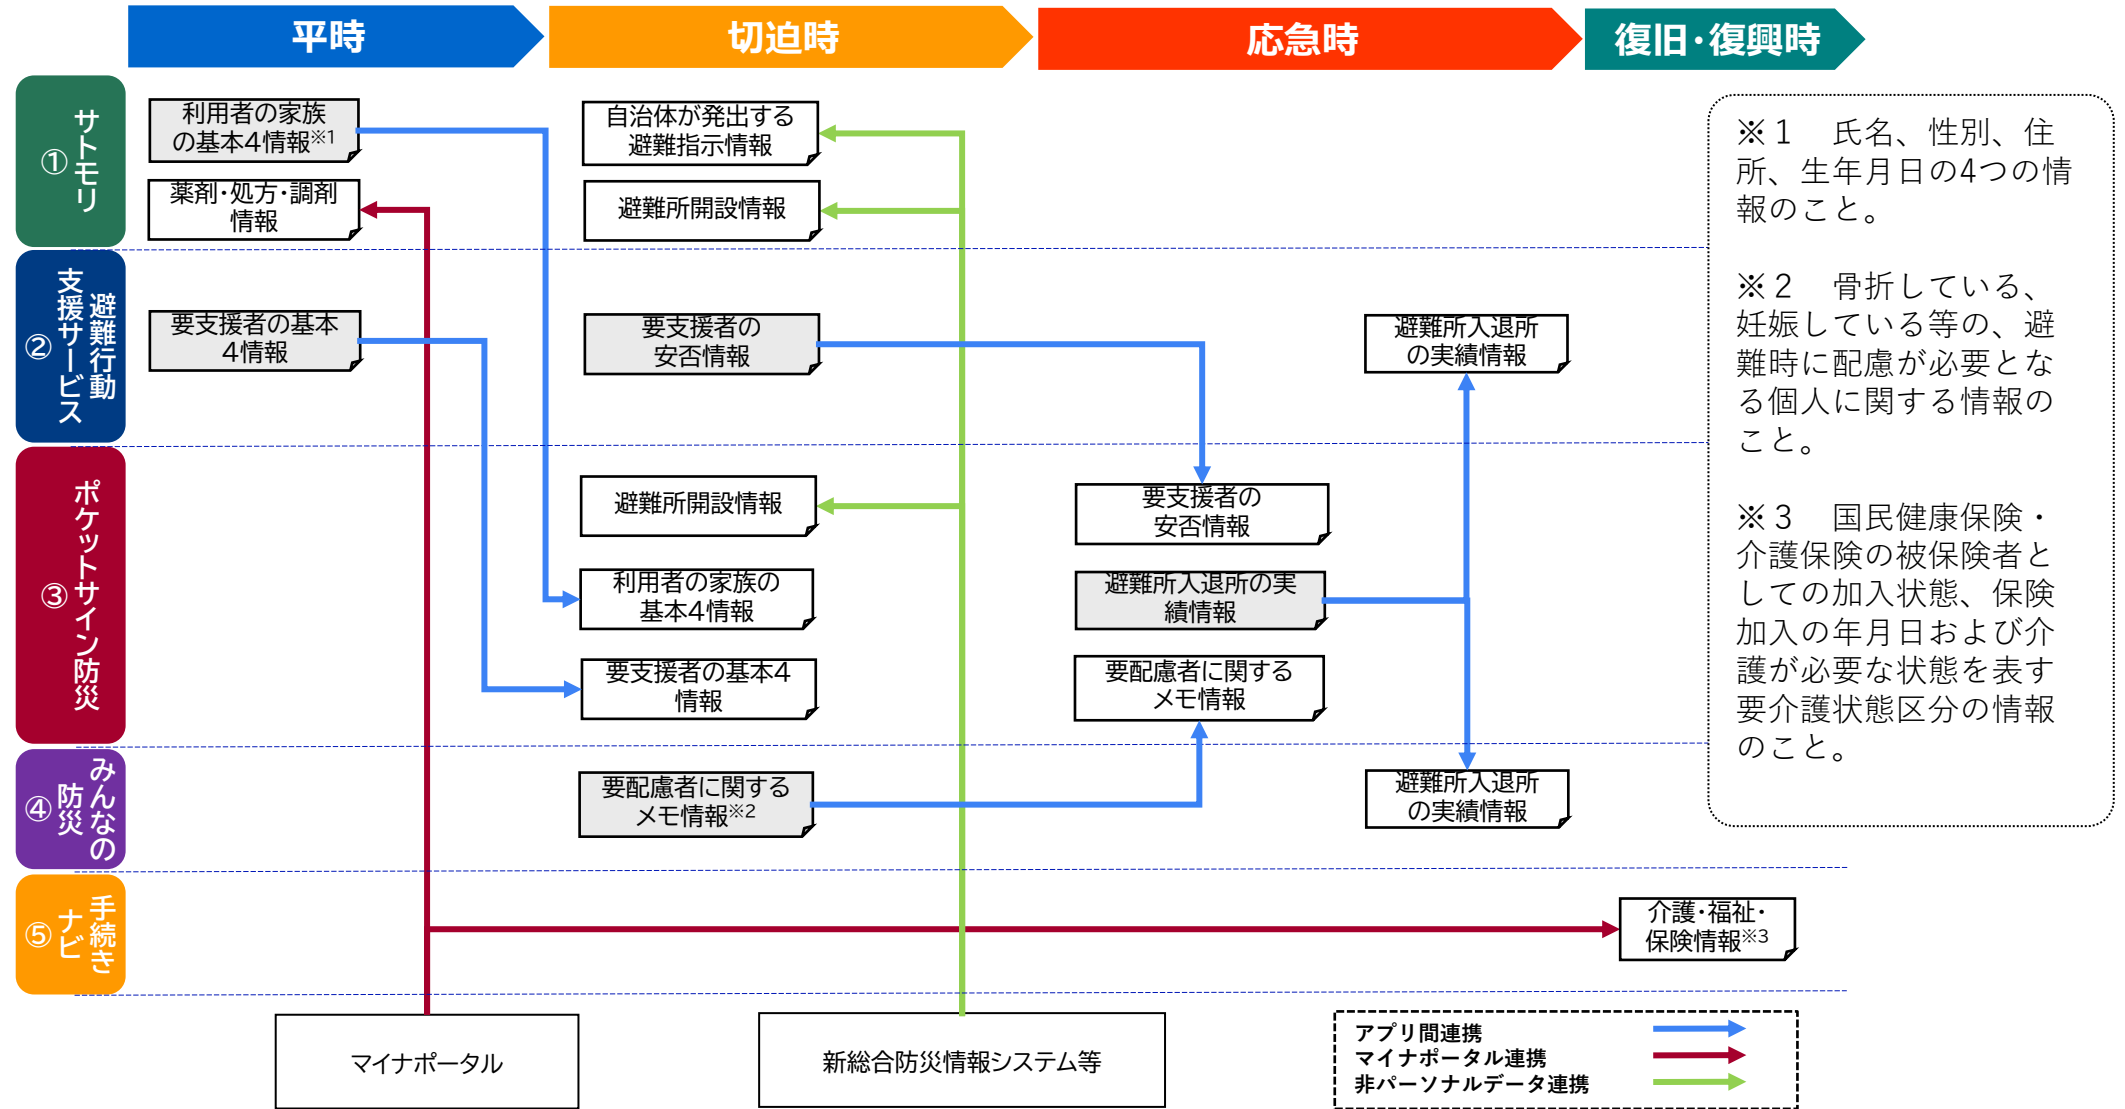 平時
切迫時
応急時
復旧・復興時
①
サトモリ
利用者の家族
の基本4情報※1
薬剤・処方・調剤
情報
自治体が発出する
避難指示情報
避難所開設情報
②
避難行動
支援サービス
要支援者の基本
4情報
要支援者の
安否情報
避難所入退所
の実績情報
③
ポケットサイン防災
避難所開設情報
利用者の家族の
基本4情報
要支援者の基本4
情報
要支援者の
安否情報
避難所入退所の実
績情報
要配慮者に関する
メモ情報
④
みんなの
防災
要配慮者に関する
メモ情報※2
避難所入退所
の実績情報
⑤
手続き
ナビ
介護・福祉・
保険情報※3
マイナポータル
新総合防災情報システム等
※1　氏名、性別、住
所、生年月日の4つの情
報のこと。
※2　骨折している、
妊娠している等の、避
難時に配慮が必要とな
る個人に関する情報の
こと。
※3　国民健康保険・
介護保険の被保険者と
しての加入状態、保険
加入の年月日および介
護が必要な状態を表す
要介護状態区分の情報
のこと。
アプリ間連携
マイナポータル連携
非パーソナルデータ連携